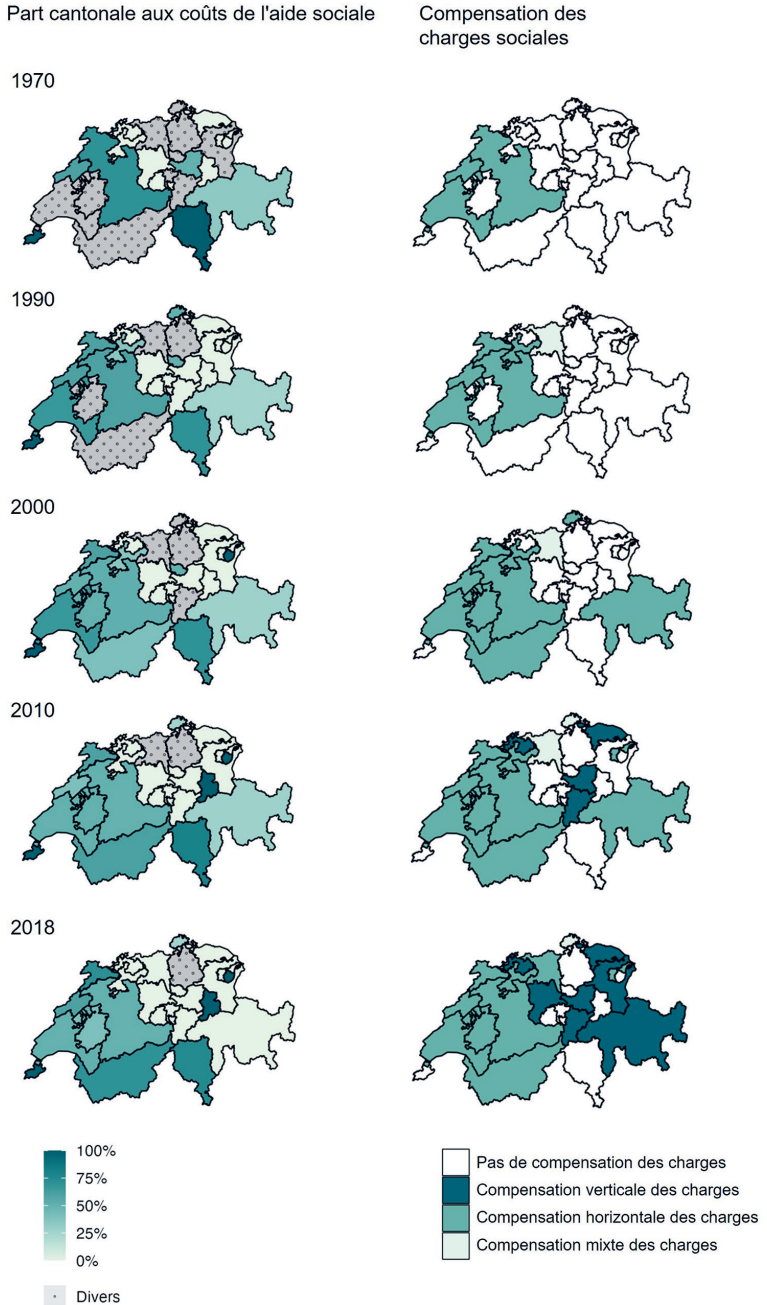 Part cantonale aux coûts de l'aide sociale
Compensation des
charges sociales
1970
1990
2000
2010
2018
100%
75%
50%
25%
0%
Divers
Pas de compensation des charges
Compensation verticale des charges
Compensation horizontale des charges
Compensation mixte des charges